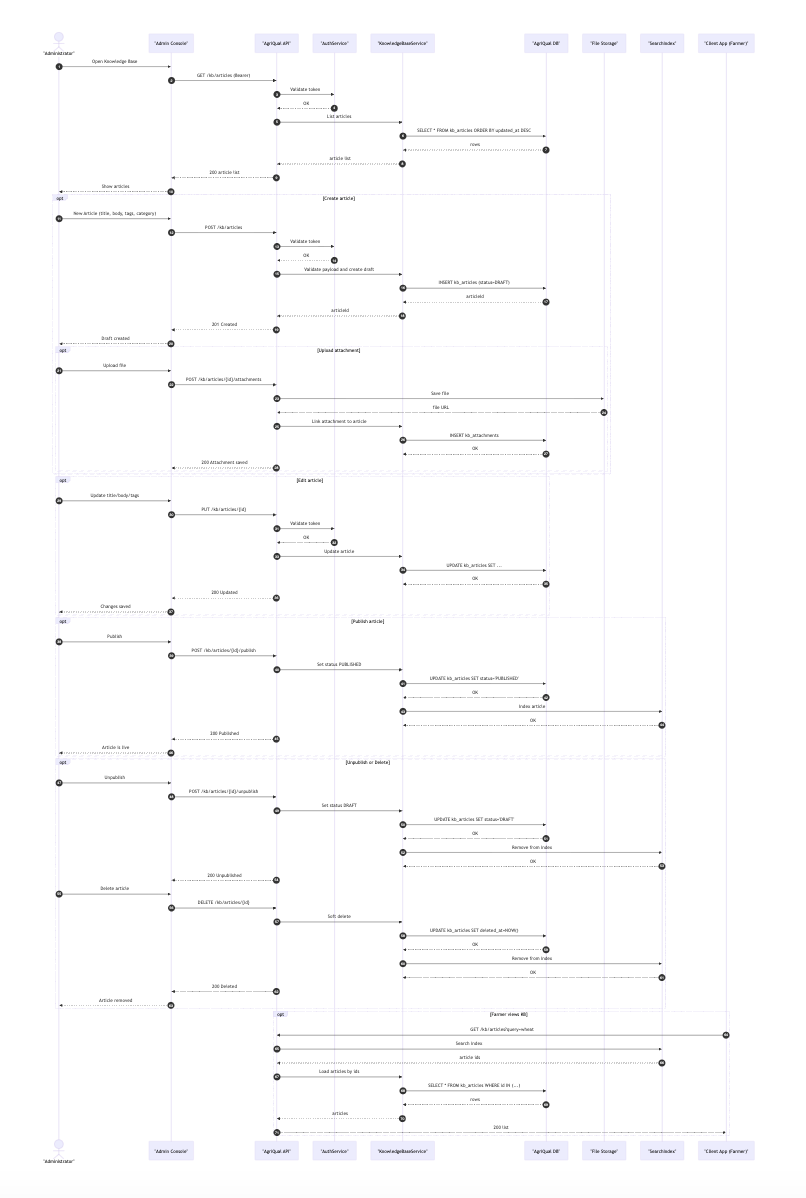 "Administrator"
"Admin Console"
"AgriQual API"
"AuthService"
"KnowledgeBaseService"
"AgriQual DB"
"File Storage"
"SearchIndex"
"Client App (Farmer)"
Open Knowledge Base
GET /kb/articles (Bearer)
Validate token
OK
List articles
SELECT * FROM kb_articles ORDER BY updated_at DESC
rows
article list
200 article list
Show articles
opt
[Create article]
New Article (title, body, tags, category)
POST /kb/articles
Validate token
OK
Validate payload and create draft
INSERT kb_articles (status=DRAFT)
articleId
articleId
201 Created
Draft created
opt
[Upload attachment]
Upload file
POST /kb/articles/{id}/attachments
Save file
file URL
Link attachment to article
INSERT kb_attachments
OK
200 Attachment saved
opt
[Edit article]
Update title/body/tags
PUT /kb/articles/{id}
Validate token
OK
Update article
UPDATE kb_articles SET ...
OK
200 Updated
Changes saved
opt
[Publish article]
Publish
POST /kb/articles/{id}/publish
Set status PUBLISHED
UPDATE kb_articles SET status='PUBLISHED'
OK
Index article
OK
200 Published
Article is live
opt
[Unpublish or Delete]
Unpublish
POST /kb/articles/{id}/unpublish
Set status DRAFT
UPDATE kb_articles SET status='DRAFT'
OK
Remove from index
OK
200 Unpublished
Delete article
DELETE /kb/articles/{id}
Soft delete
UPDATE kb_articles SET deleted_at=NOW()
OK
Remove from index
OK
200 Deleted
Article removed
opt
[Farmer views KB]
GET /kb/articles?query=wheat
Search index
article ids
Load articles by ids
SELECT * FROM kb_articles WHERE id IN (...)
rows
articles
200 list
"Administrator"
"Admin Console"
"AgriQual API"
"AuthService"
"KnowledgeBaseService"
"AgriQual DB"
"File Storage"
"SearchIndex"
"Client App (Farmer)"